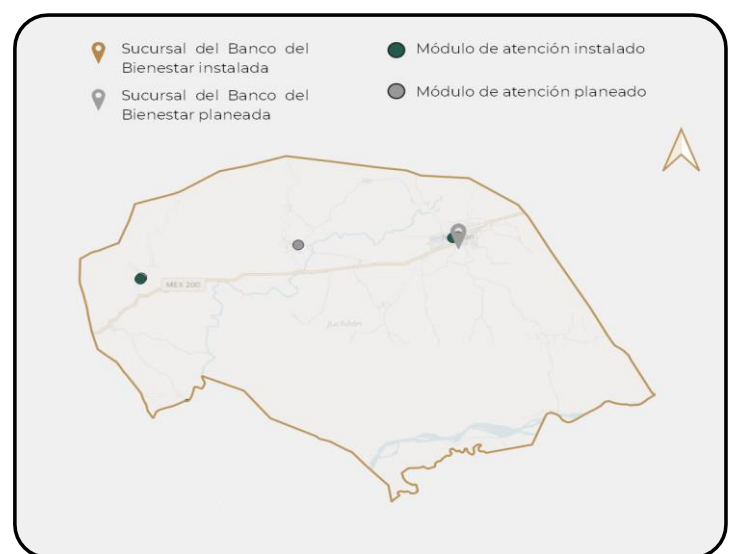 Sucursal del Banco del
Bienestar instalada
Sucursal del Banco del
Bienestar planeada
Módulo de atención instalado
Módulo de atención planeado
MEX 200